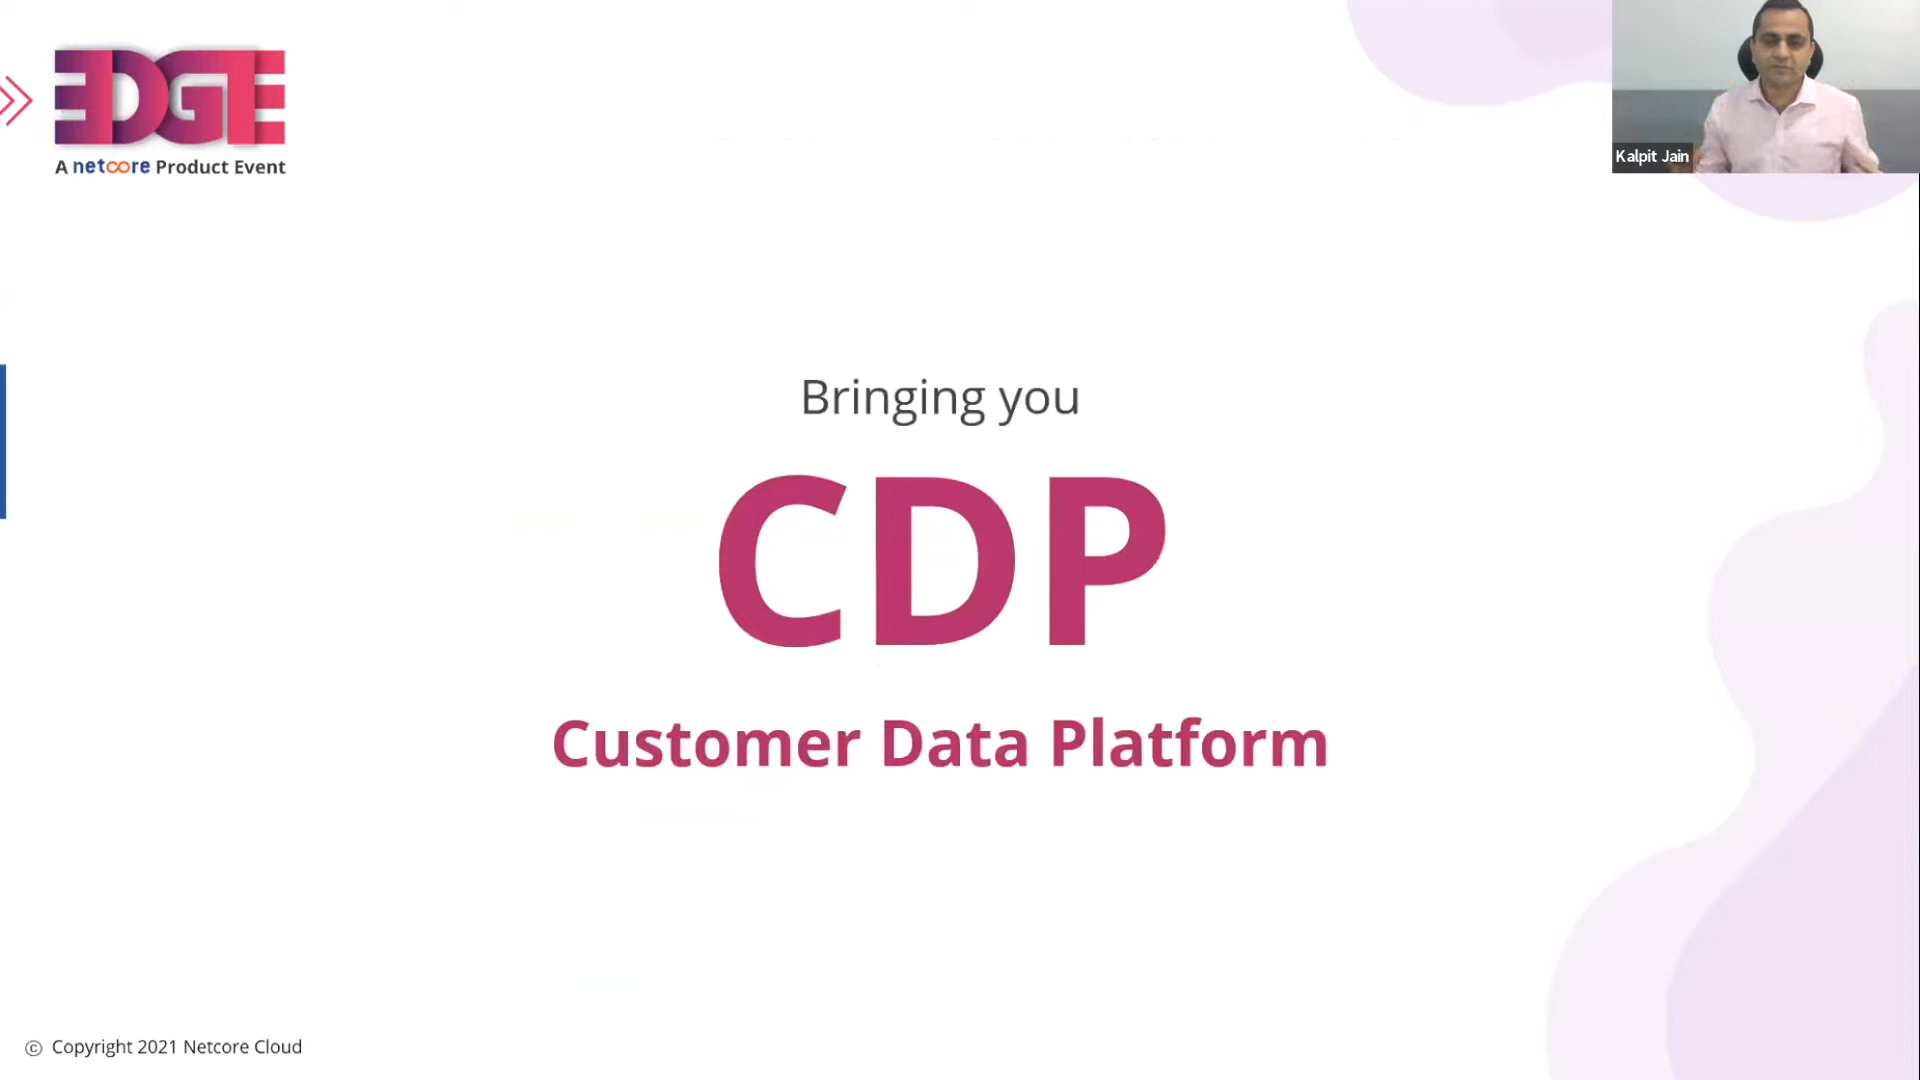 EDGE
A netcore Product Event
Kalpit Jain
Bringing you
CDP
Customer Data Platform
© Copyright 2021 Netcore Cloud